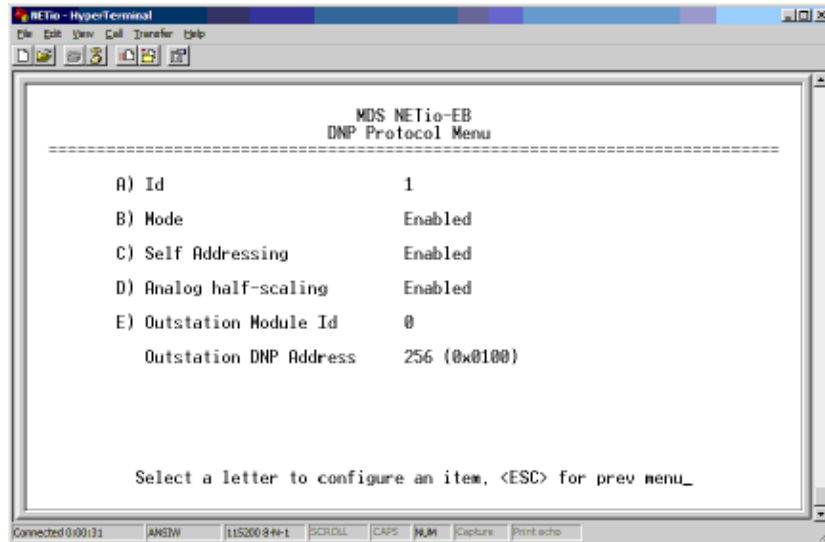 NETio - HyperTerminal
File Edit View Call Transfer Help
MDS NETio-EB
DNP Protocol Menu
==============================================================================
A) Id 1
B) Mode Enabled
C) Self Addressing Enabled
D) Analog half-scaling Enabled
E) Outstation Module Id 0
Outstation DNP Address 256 (0x0100)
Select a letter to configure an item, <ESC> for prev menu_
Connected 0:00:31 ANSIW 115200 8-N-1 SCROLL CAPS NUM Capture Print echo